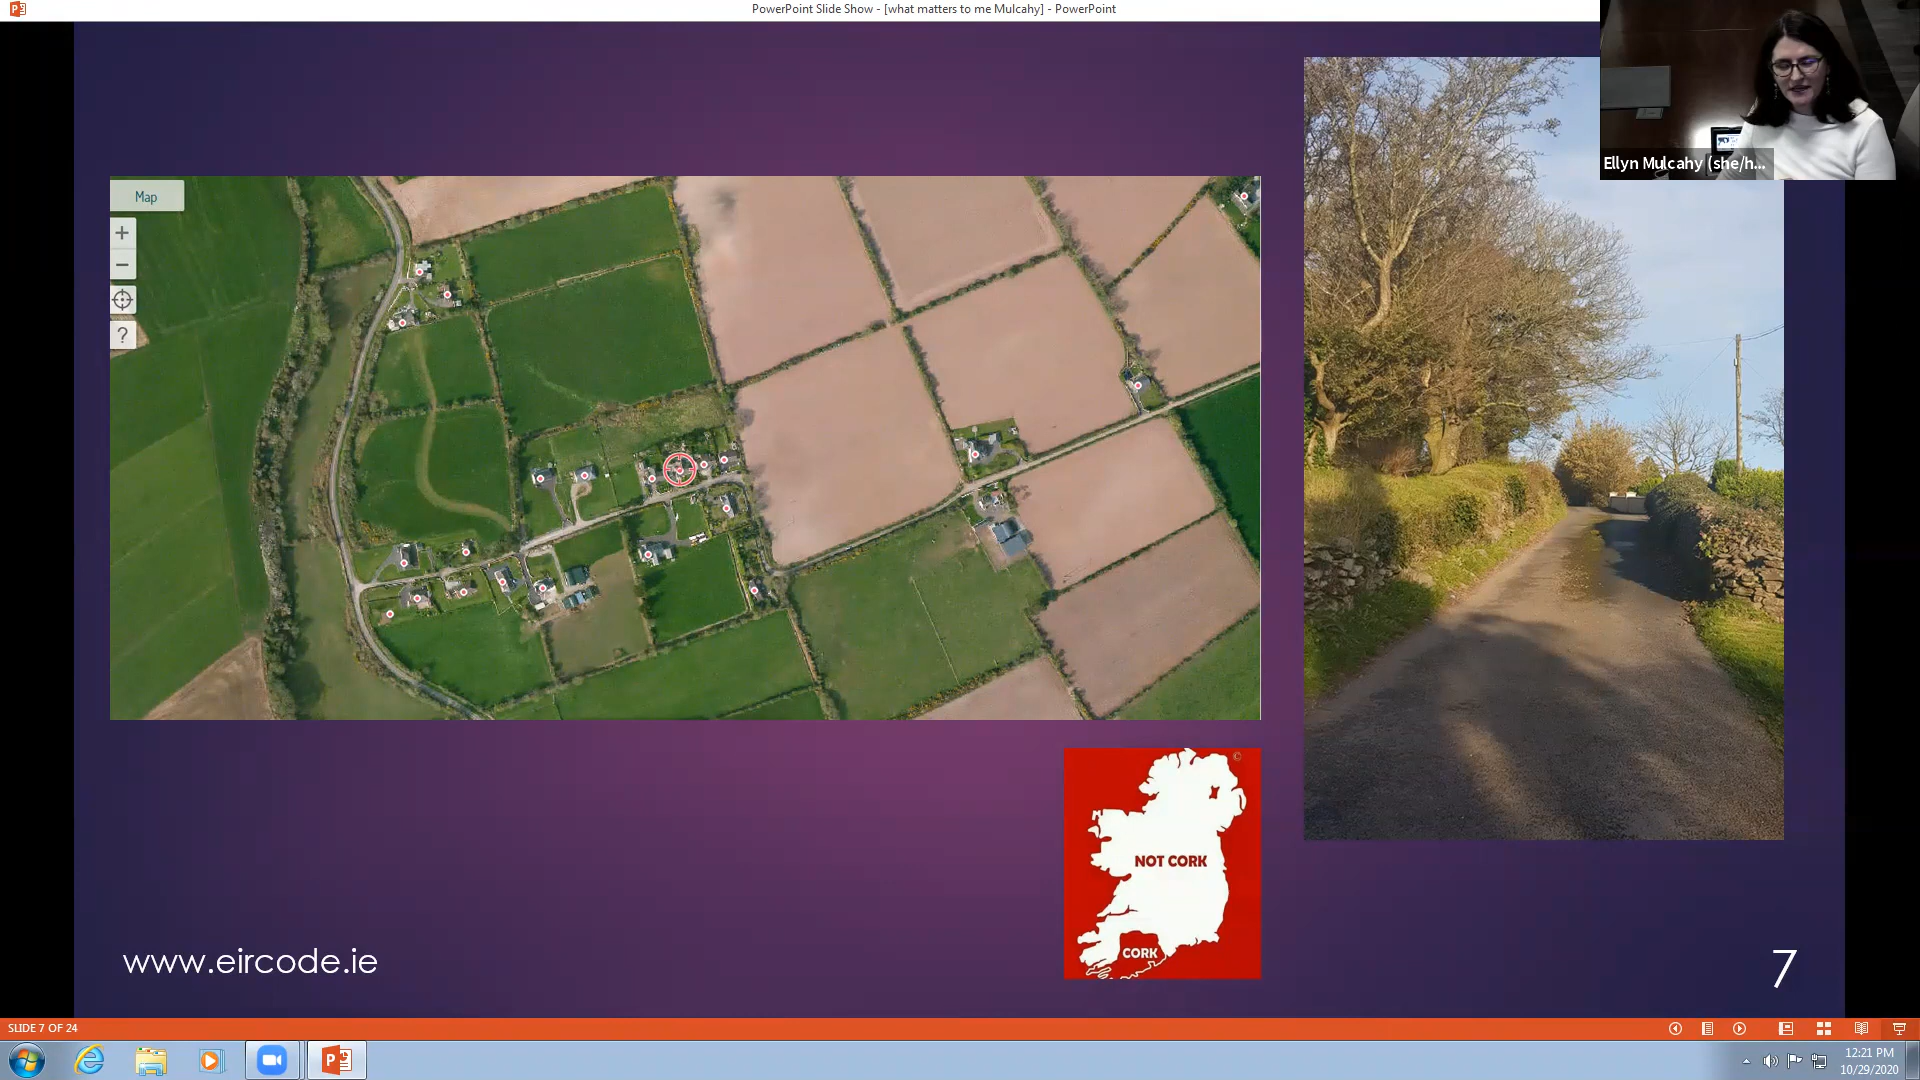 PowerPoint Slide Show - [what matters to me Mulcahy] - PowerPoint
Ellyn Mulcahy (she/h...
Map
+
−
?
©
NOT CORK
CORK
www.eircode.ie
7
SLIDE 7 OF 24
12:21 PM
10/29/2020